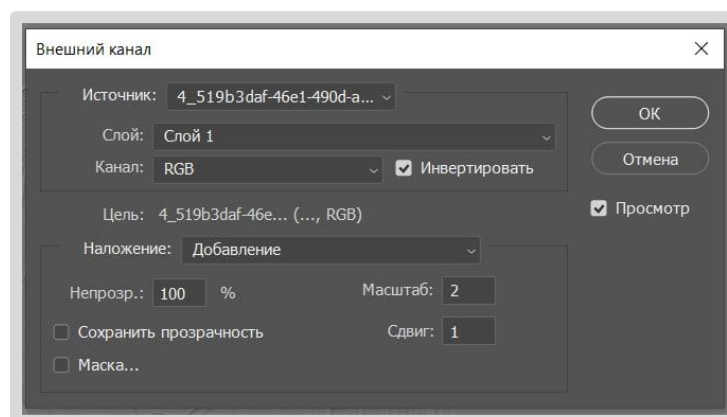 Внешний канал
Источник: 4_519b3daf-46e1-490d-a...
ОК
Слой: Слой 1
Отмена
Канал: RGB Инвертировать
Цель: 4_519b3daf-46e... (..., RGB)
Просмотр
Наложение: Добавление
Непрозр.: 100 % Масштаб: 2
Сохранить прозрачность Сдвиг: 1
Маска...